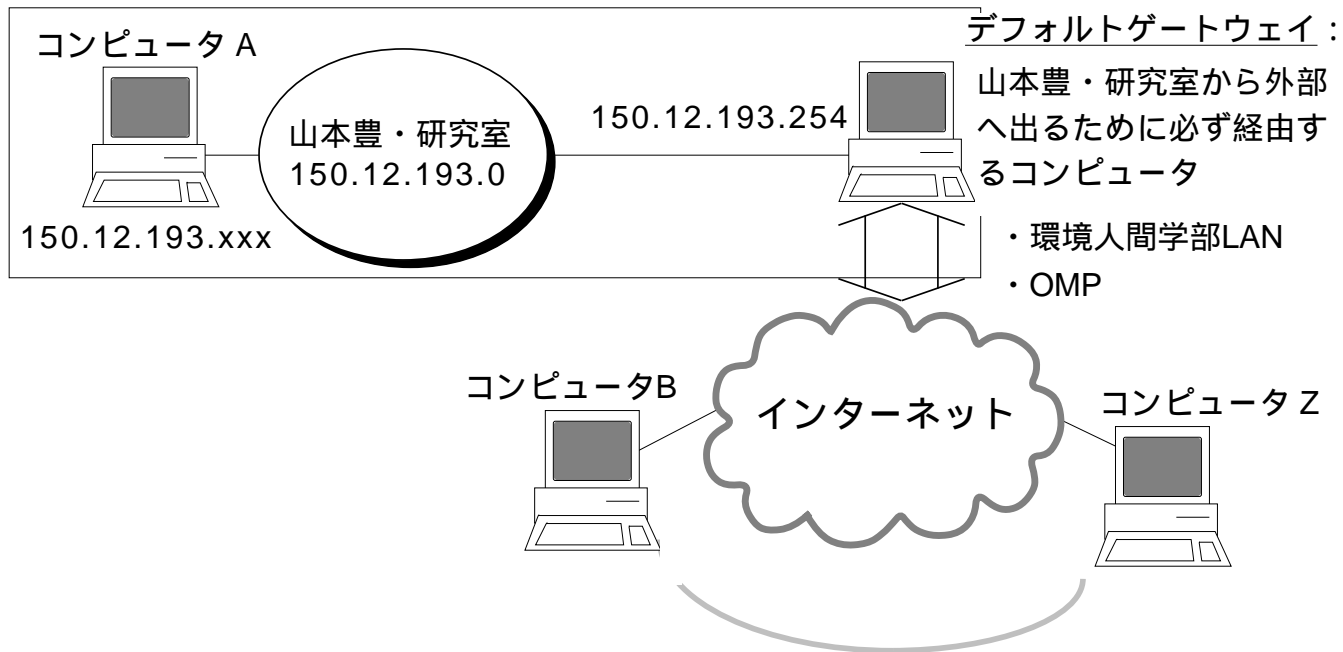 コンピュータ A
山本豊・研究室
150.12.193.0
150.12.193.xxx
150.12.193.254
デフォルトゲートウェイ：
山本豊・研究室から外部
へ出るために必ず経由す
るコンピュータ
・環境人間学部LAN
・OMP
コンピュータB
インターネット
コンピュータ Z